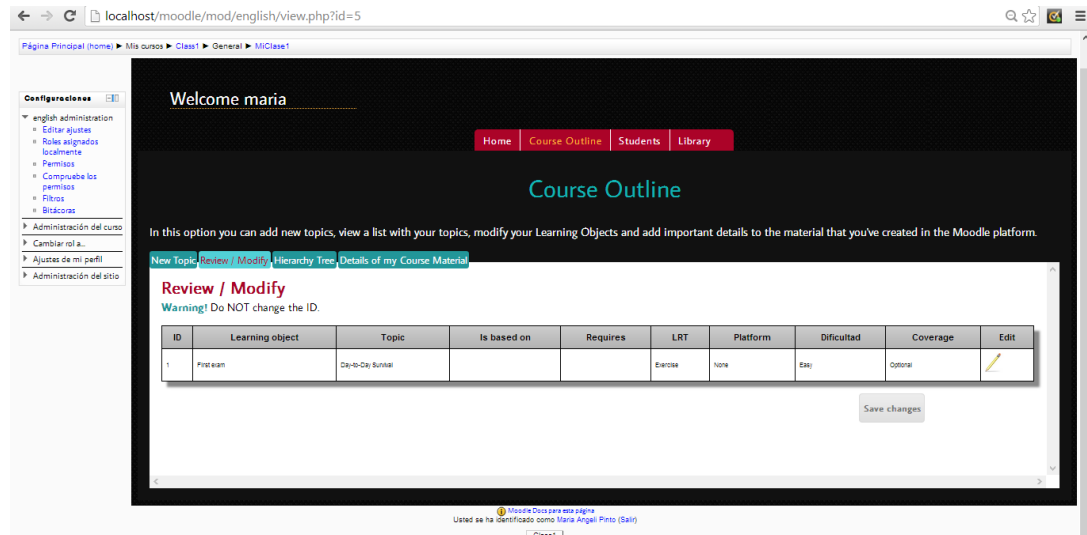 localhost/moodle/mod/english/view.php?id=5
Página Principal (home) ► Mis cursos ► Class1 ► General ► MiClase1
Configuraciones
english administration
Editar ajustes
Roles asignados
localmente
Permisos
Compruebe los
permisos
Filtros
Bitácoras
Administración del curso
Cambiar rol a...
Ajustes de mi perfil
Administración del sitio
Welcome maria
Home Course Outline Students Library
Course Outline
In this option you can add new topics, view a list with your topics, modify your Learning Objects and add important details to the material that you've created in the Moodle platform.
New Topic Review / Modify Hierarchy Tree Details of my Course Material
Review / Modify
Warning! Do NOT change the ID.
ID Learning object Topic Is based on Requires LRT Platform Dificultad Coverage Edit
1 First exam Day-to-Day Survival Exercise None Easy Optional
Save changes
Moodle Docs para esta página
Usted se ha identificado como Maria Angeli Pinto (Salir)
Class1